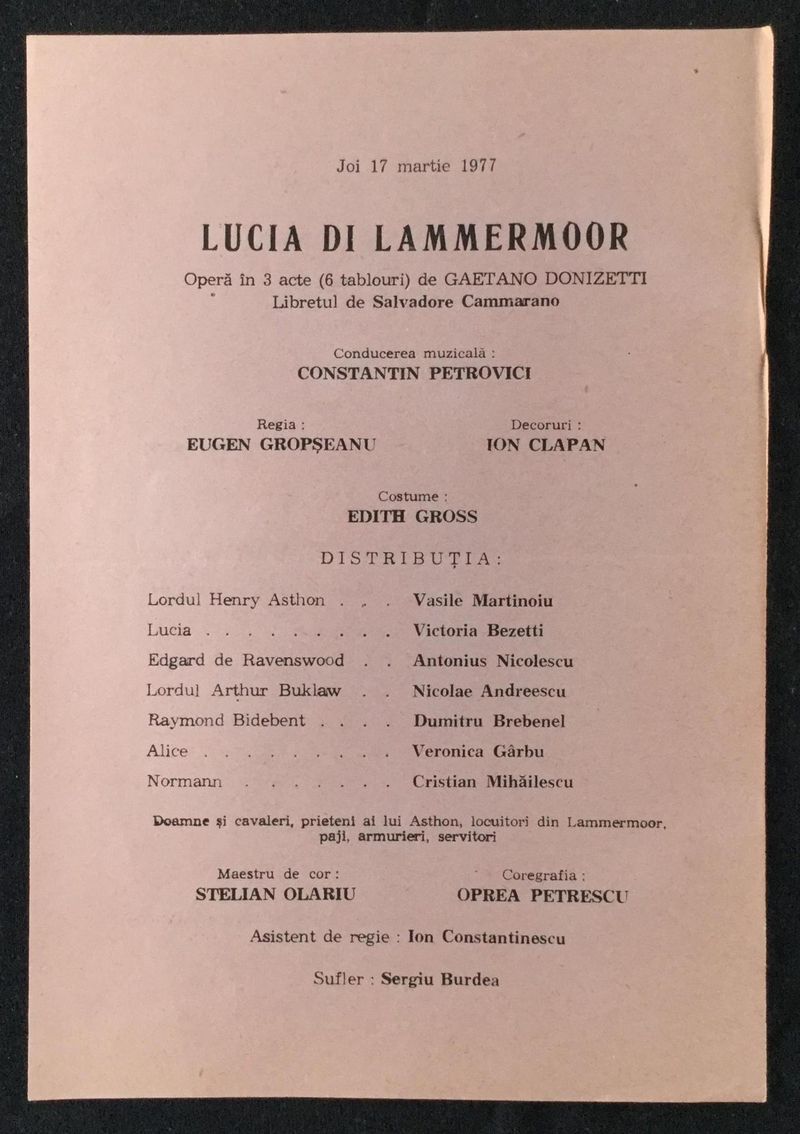 Joi 17 martie 1977
LUCIA DI LAMMERMOOR
Operă în 3 acte (6 tablouri) de GAETANO DONIZETTI
Libretul de Salvadore Cammarano
Conducerea muzicală :
CONSTANTIN PETROVICI
Regia :
EUGEN GROPȘEANU
Decoruri :
ION CLAPAN
Costume :
EDITH GROSS
DISTRIBUȚIA:
Lordul Henry Asthon . . . Vasile Martinoiu
Lucia . . . . . . . . . Victoria Bezetti
Edgard de Ravenswood . . Antonius Nicolescu
Lordul Arthur Buklaw . . Nicolae Andreescu
Raymond Bidebent . . . . Dumitru Brebenel
Alice . . . . . . . . . Veronica Gârbu
Normann . . . . . . . Cristian Mihăilescu
Doamne și cavaleri, prieteni ai lui Asthon, locuitori din Lammermoor,
paji, armurieri, servitori
Maestru de cor :
STELIAN OLARIU
Coregrafia :
OPREA PETRESCU
Asistent de regie : Ion Constantinescu
Sufler : Sergiu Burdea